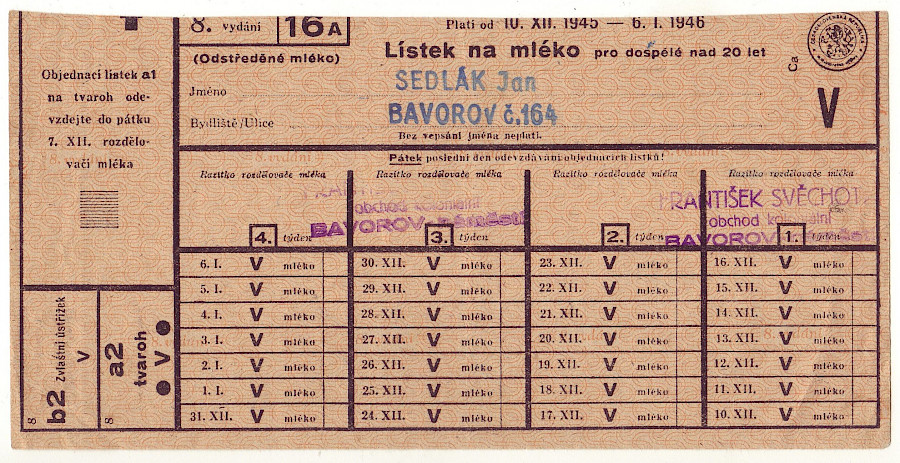 8. vydání 16A
(Odstředěné mléko)
Platí od 10. XII. 1945 — 6. I. 1946
Lístek na mléko pro dospělé nad 20 let
Jméno SEDLÁK Jan
Bydliště/Ulice BAVOROV č.164
Bez vepsání jména neplatí.
Ca
V
Objednací lístek a1
na tvaroh ode-
vzdejte do pátku
7. XII. rozdělo-
vači mléka
Pátek poslední den odevzdávání objednacích lístků!
Razítko rozdělovače mléka Razítko rozdělovače mléka Razítko rozdělovače mléka Razítko rozdělovače mléka
obchod koloniální
BAVOROV-náměstí
FRANTIŠEK SVĚCHOT
obchod koloniální
BAVOROV
4. týden 3. týden 2. týden 1. týden
6. I. V mléko 30. XII. V mléko 23. XII. V mléko 16. XII. V mléko
5. I. V mléko 29. XII. V mléko 22. XII. V mléko 15. XII. V mléko
4. I. V mléko 28. XII. V mléko 21. XII. V mléko 14. XII. V mléko
3. I. V mléko 27. XII. V mléko 20. XII. V mléko 13. XII. V mléko
2. I. V mléko 26. XII. V mléko 19. XII. V mléko 12. XII. V mléko
1. I. V mléko 25. XII. V mléko 18. XII. V mléko 11. XII. V mléko
31. XII. V mléko 24. XII. V mléko 17. XII. V mléko 10. XII. V mléko
8
b2 Zvláštní ústřižek
V
8
a2
tvaroh
V